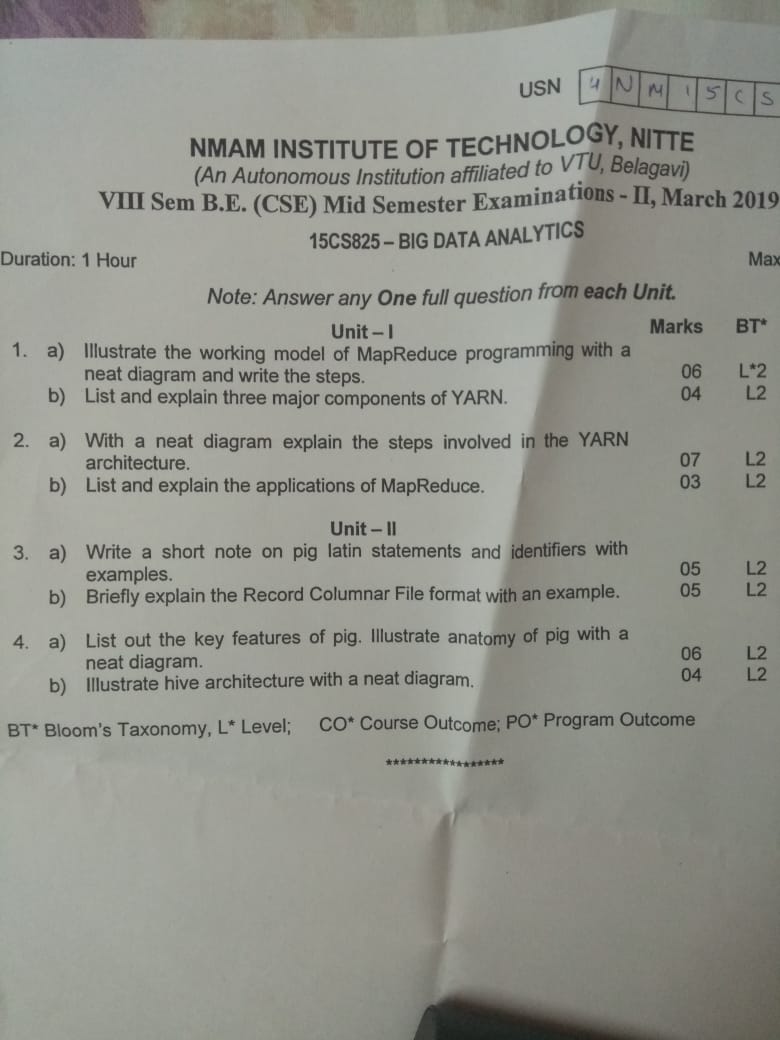 USN 4 N M 1 5 C S
NMAM INSTITUTE OF TECHNOLOGY, NITTE
(An Autonomous Institution affiliated to VTU, Belagavi)
VIII Sem B.E. (CSE) Mid Semester Examinations - II, March 2019
15CS825 – BIG DATA ANALYTICS
Duration: 1 Hour Max
Note: Answer any One full question from each Unit.
Unit – I Marks BT*
1. a) Illustrate the working model of MapReduce programming with a
neat diagram and write the steps. 06 L*2
b) List and explain three major components of YARN. 04 L2
2. a) With a neat diagram explain the steps involved in the YARN
architecture. 07 L2
b) List and explain the applications of MapReduce. 03 L2
Unit – II
3. a) Write a short note on pig latin statements and identifiers with
examples. 05 L2
b) Briefly explain the Record Columnar File format with an example. 05 L2
4. a) List out the key features of pig. Illustrate anatomy of pig with a
neat diagram. 06 L2
b) Illustrate hive architecture with a neat diagram. 04 L2
BT* Bloom's Taxonomy, L* Level; CO* Course Outcome; PO* Program Outcome
*****************